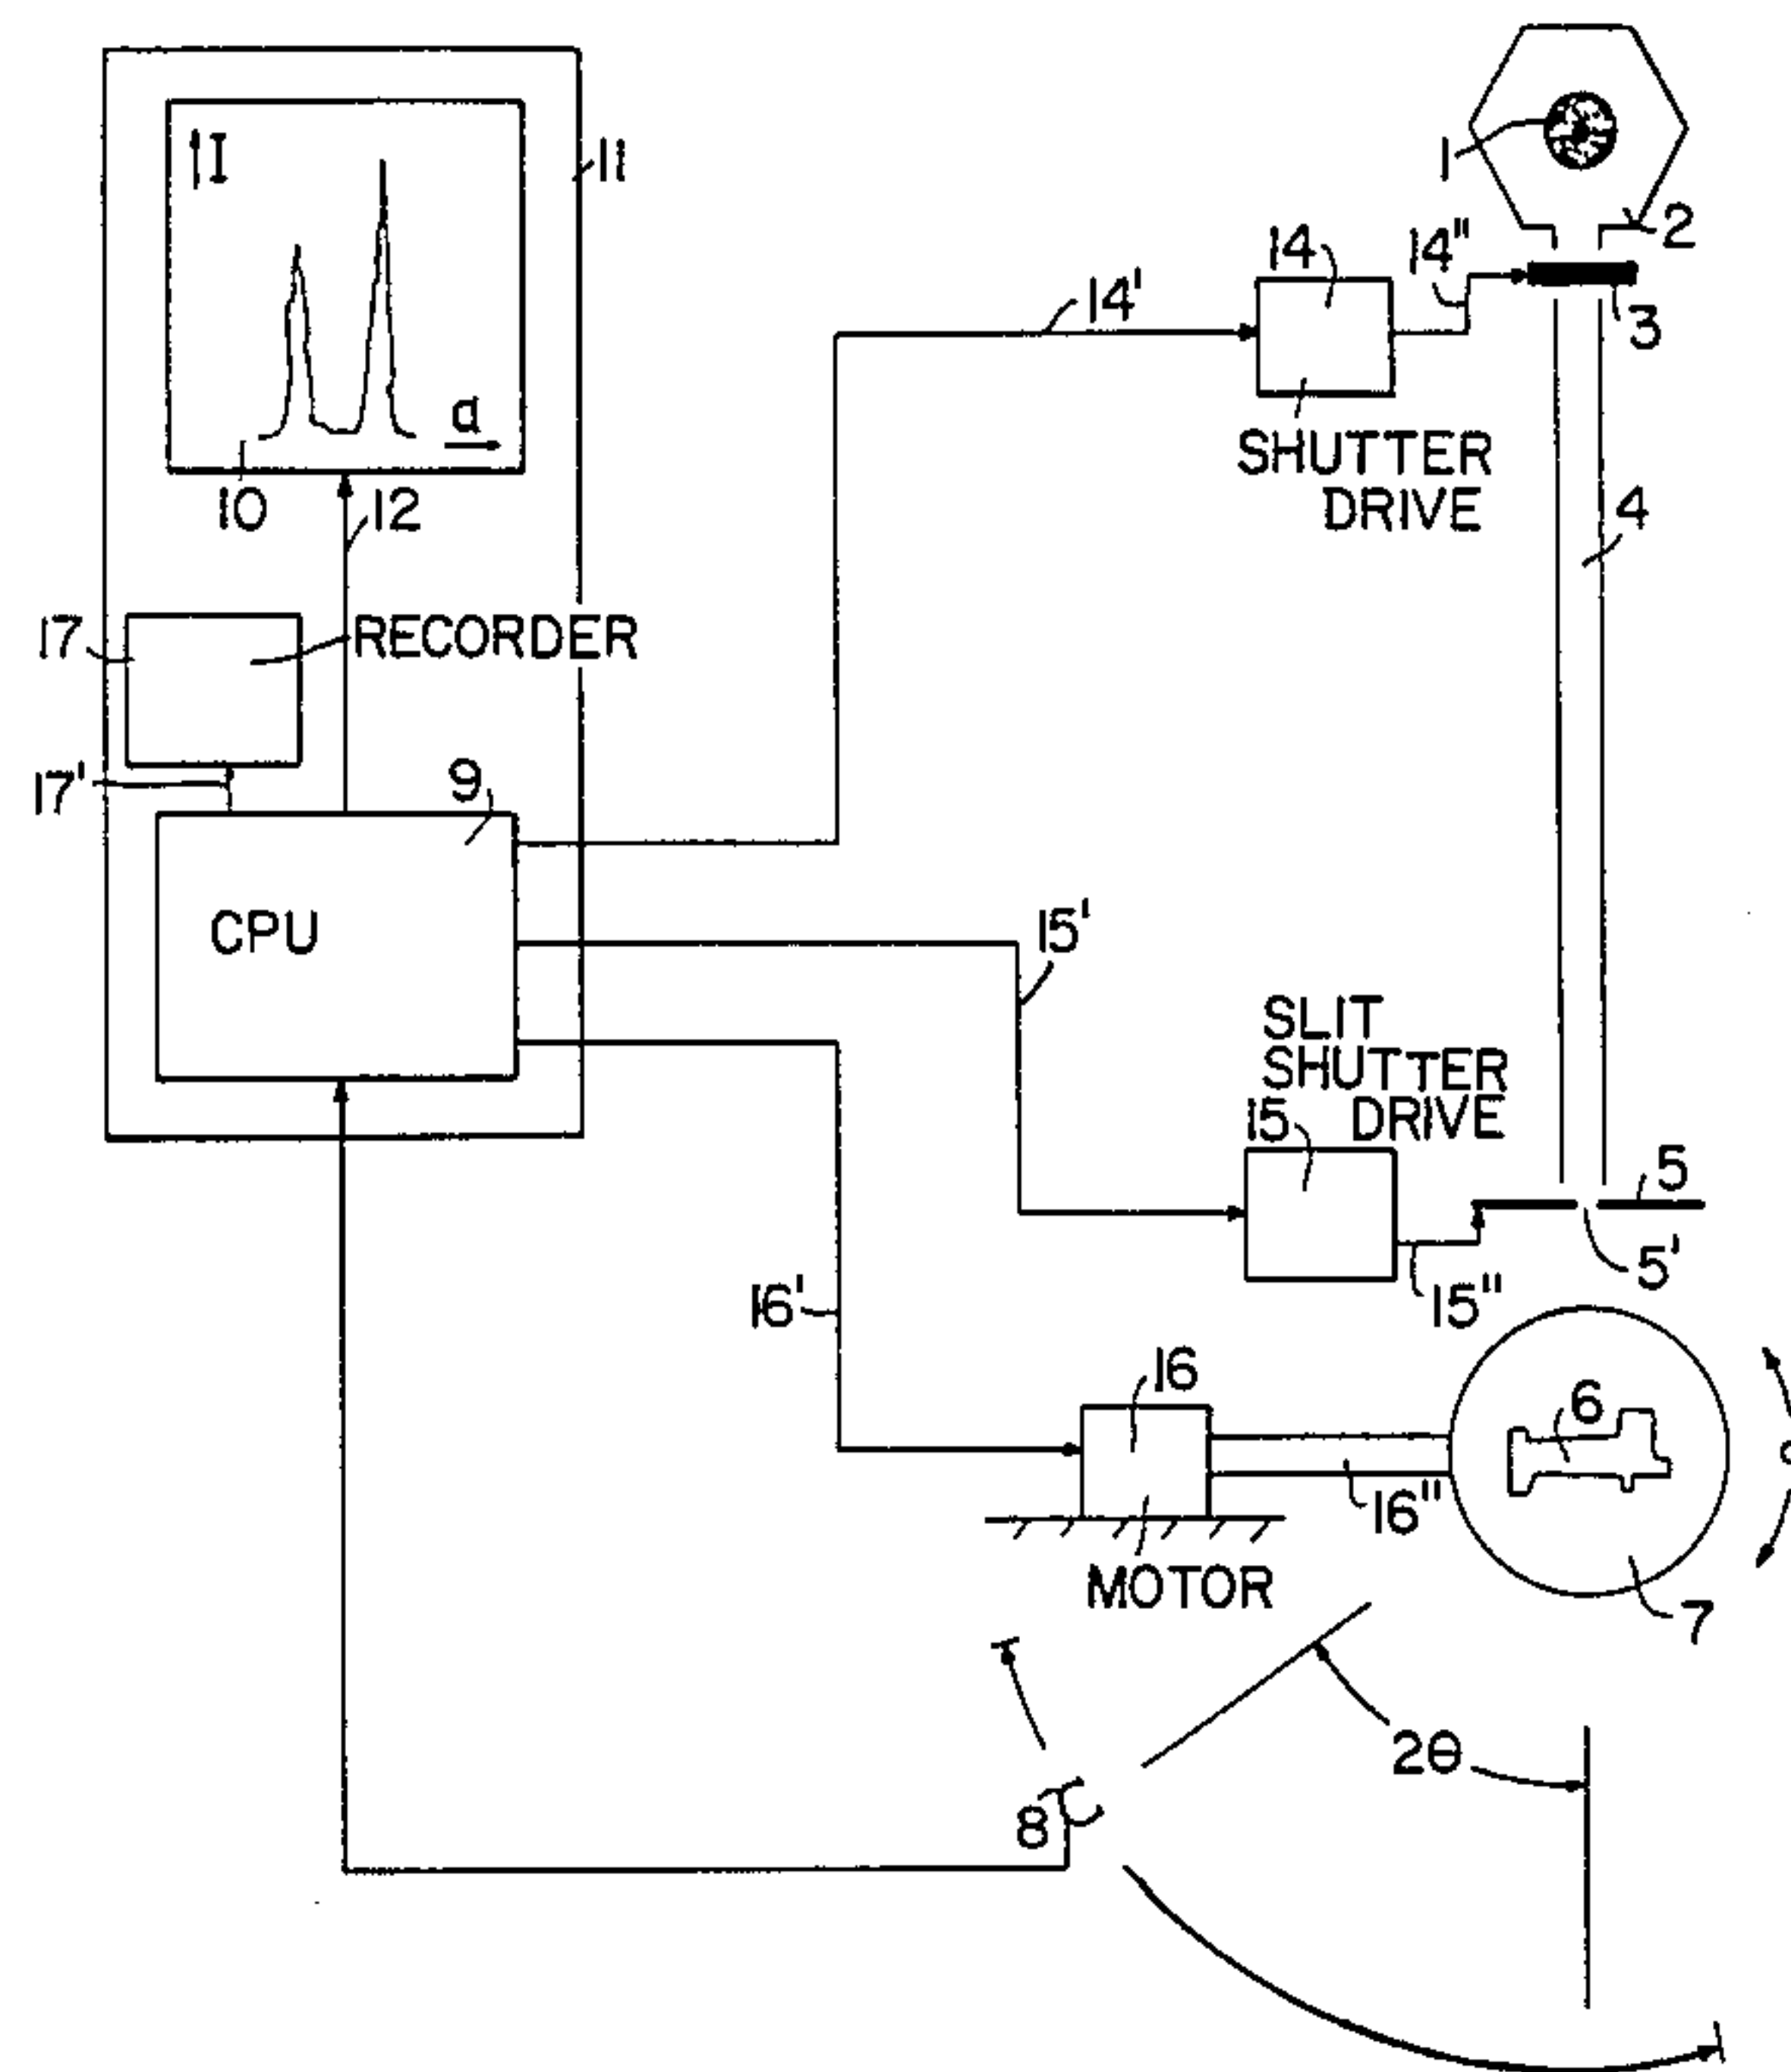 I
11
1
2
14
14"
14'
3
SHUTTER
DRIVE
d
10
12
4
17
RECORDER
17'
9
CPU
15'
SLIT
SHUTTER
DRIVE
15
5
5'
15"
16'
16
6
16"
7
MOTOR
2θ
8